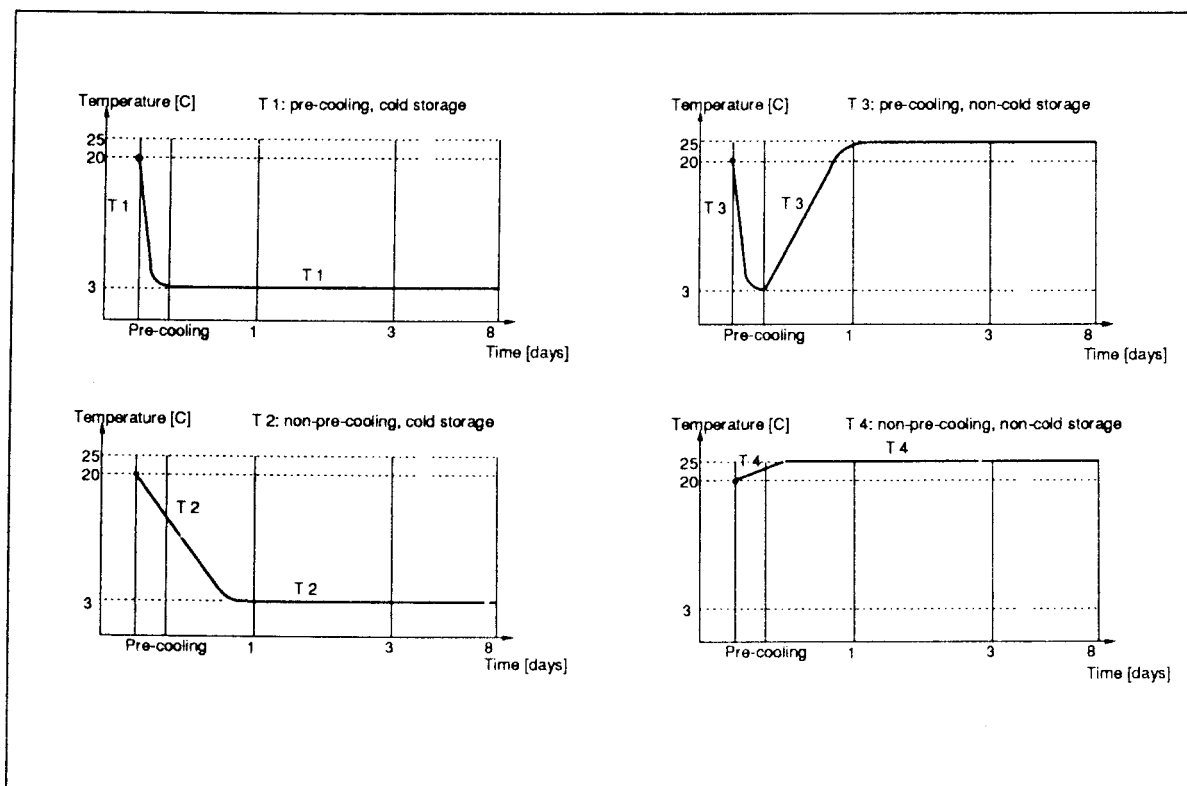 Temperature [C]
T 1: pre-cooling, cold storage
25
20
T 1
T 1
3
Pre-cooling
1
3
8
Time [days]
Temperature [C]
T 3: pre-cooling, non-cold storage
25
20
T 3
T 3
3
Pre-cooling
1
3
8
Time [days]
Temperature [C]
T 2: non-pre-cooling, cold storage
25
20
T 2
T 2
3
Pre-cooling
1
3
8
Time [days]
Temperature [C]
T 4: non-pre-cooling, non-cold storage
T 4
25
T 4
20
3
Pre-cooling
1
3
8
Time [days]